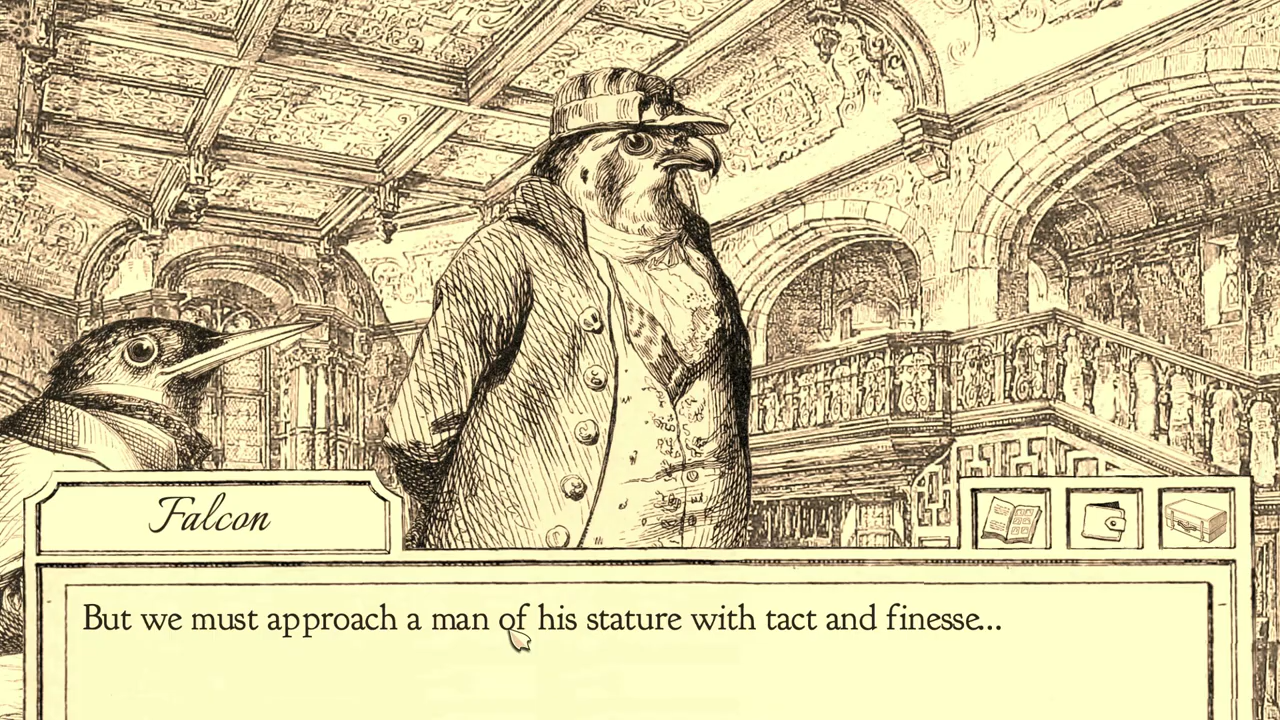 Falcon
But we must approach a man of his stature with tact and finesse...